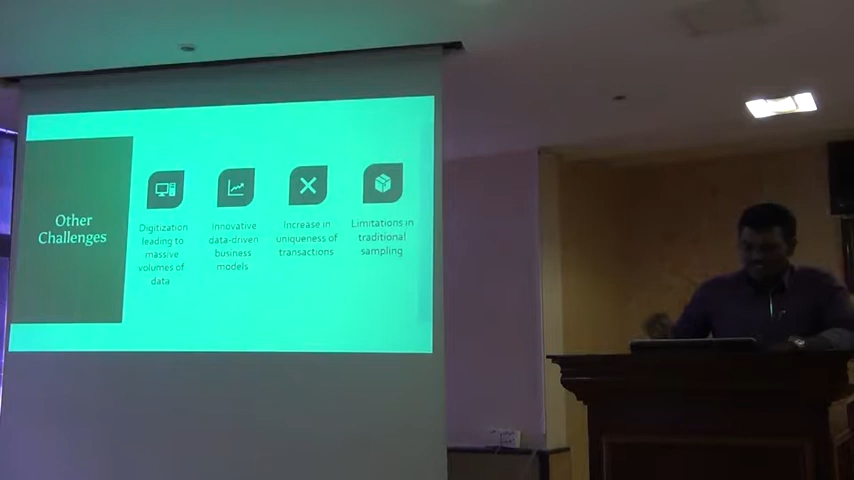 Other
Challenges
Digitization
leading to
massive
volumes of
data
Innovative
data-driven
business
models
Increase in
uniqueness of
transactions
Limitations in
traditional
sampling